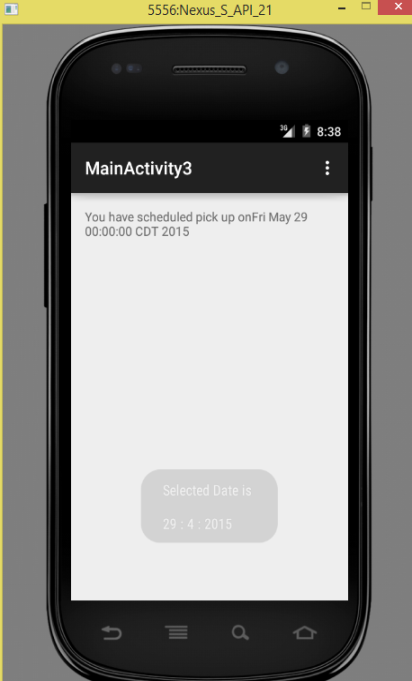 5556:Nexus_S_API_21
3G 8:38
MainActivity3
You have scheduled pick up onFri May 29
00:00:00 CDT 2015
Selected Date is
29 : 4 : 2015